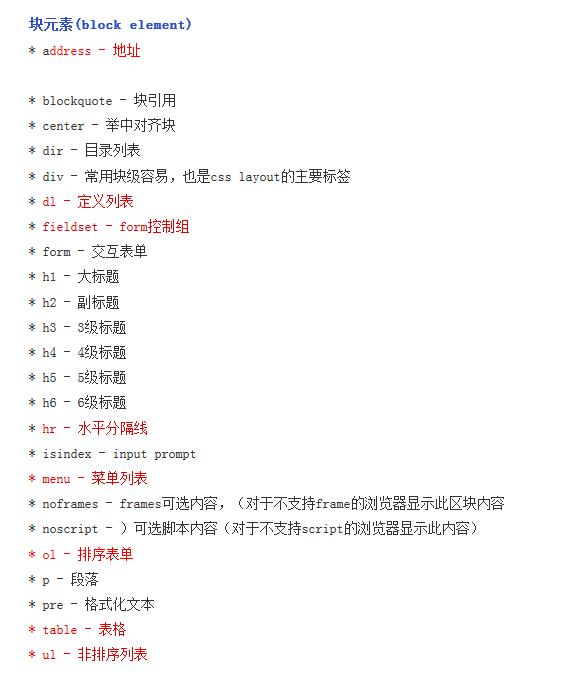 块元素(block element)
* address - 地址
* blockquote - 块引用
* center - 举中对齐块
* dir - 目录列表
* div - 常用块级容易，也是css layout的主要标签
* dl - 定义列表
* fieldset - form控制组
* form - 交互表单
* h1 - 大标题
* h2 - 副标题
* h3 - 3级标题
* h4 - 4级标题
* h5 - 5级标题
* h6 - 6级标题
* hr - 水平分隔线
* isindex - input prompt
* menu - 菜单列表
* noframes - frames可选内容，（对于不支持frame的浏览器显示此区块内容
* noscript - ）可选脚本内容（对于不支持script的浏览器显示此内容）
* ol - 排序表单
* p - 段落
* pre - 格式化文本
* table - 表格
* ul - 非排序列表